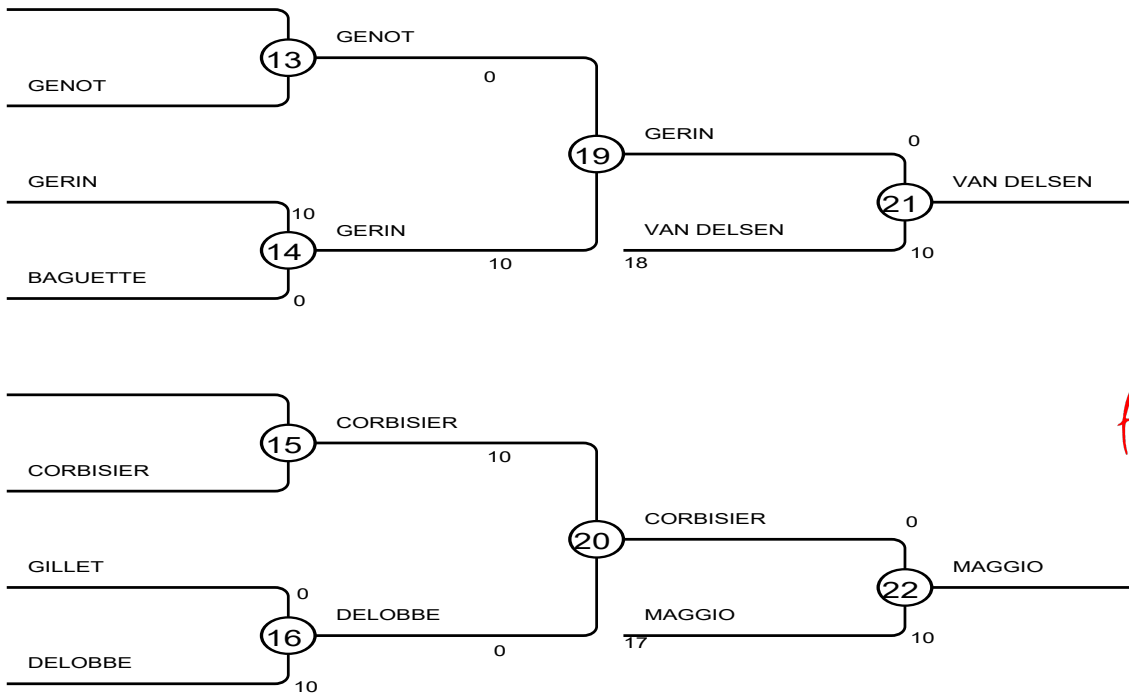 GENOT
13
0
GENOT
GERIN
0
19
GERIN
VAN DELSEN
21
10
GERIN
VAN DELSEN
14
10
18
10
BAGUETTE
0
CORBISIER
15
10
CORBISIER
CORBISIER
0
20
GILLET
MAGGIO
22
0
DELOBBE
MAGGIO
16
17
10
0
DELOBBE
10